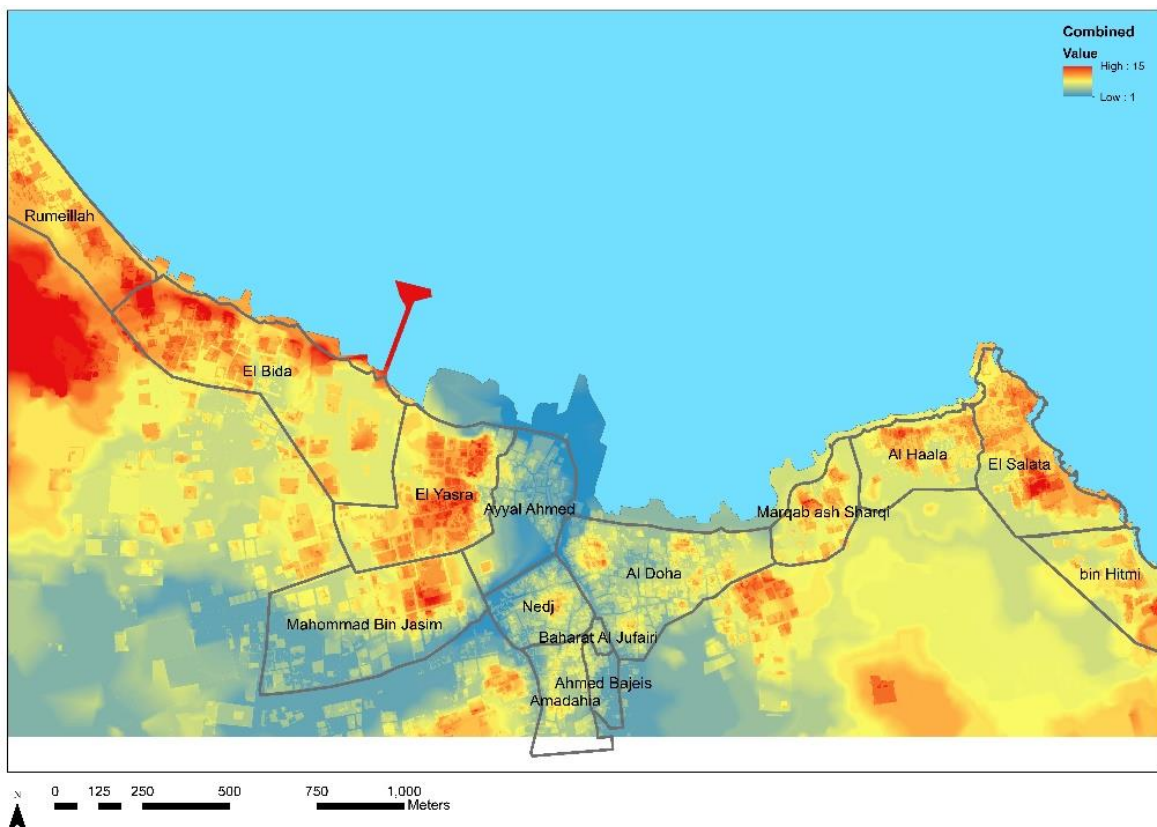 Combined
Value
High : 15
Low : 1
Rumeillah
El Bida
El Yasra
Ayyal Ahmed
Al Haala
El Salata
Marqab ash Sharqi
Al Doha
bin Hitmi
Nedj
Mahommad Bin Jasim
Baharat Al Jufairi
Ahmed Bajeis
Amadahia
N
0 125 250 500 750 1,000
Meters